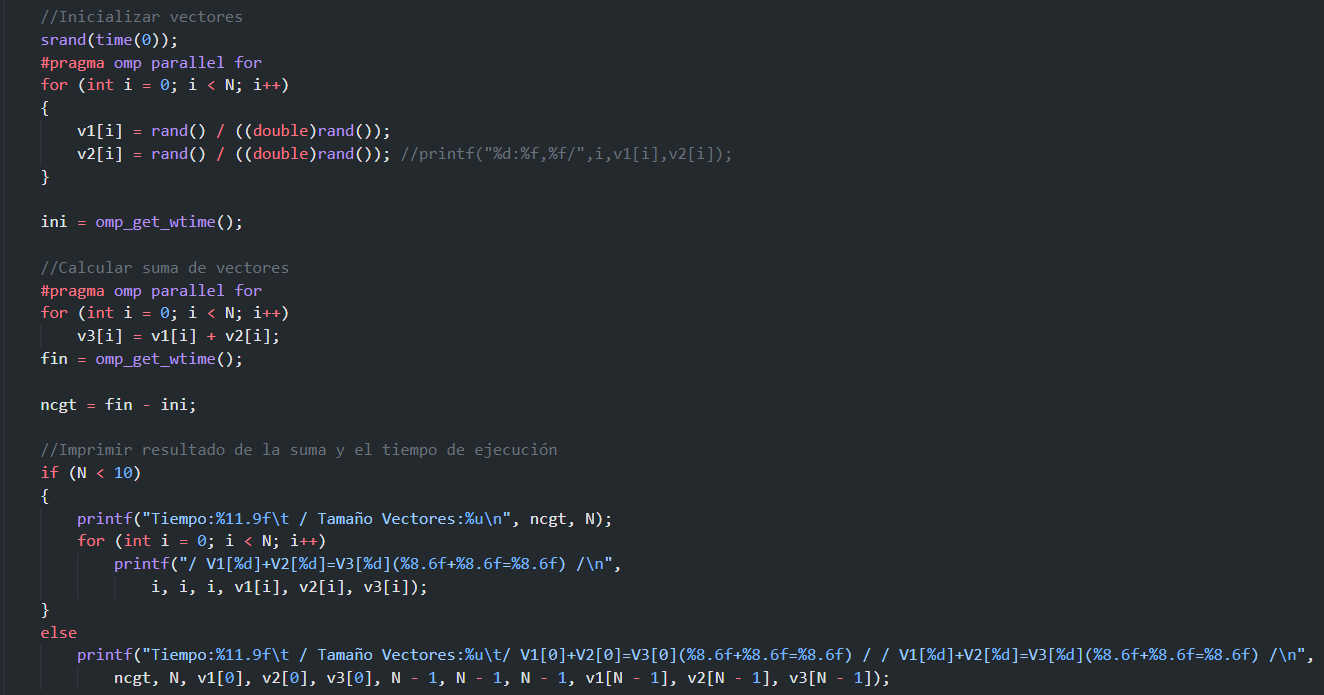 //Inicializar vectores
srand(time(0));
#pragma omp parallel for
for (int i = 0; i < N; i++)
{
    v1[i] = rand() / ((double)rand());
    v2[i] = rand() / ((double)rand()); //printf("%d:%f,%f/",i,v1[i],v2[i]);
}
ini = omp_get_wtime();
//Calcular suma de vectores
#pragma omp parallel for
for (int i = 0; i < N; i++)
    v3[i] = v1[i] + v2[i];
fin = omp_get_wtime();
ncgt = fin - ini;
//Imprimir resultado de la suma y el tiempo de ejecución
if (N < 10)
{
    printf("Tiempo:%11.9f\t / Tamaño Vectores:%u\n", ncgt, N);
    for (int i = 0; i < N; i++)
        printf("/ V1[%d]+V2[%d]=V3[%d](%8.6f+%8.6f=%8.6f) /\n",
            i, i, i, v1[i], v2[i], v3[i]);
}
else
    printf("Tiempo:%11.9f\t / Tamaño Vectores:%u\t/ V1[0]+V2[0]=V3[0](%8.6f+%8.6f=%8.6f) / / V1[%d]+V2[%d]=V3[%d](%8.6f+%8.6f=%8.6f) /\n",
        ncgt, N, v1[0], v2[0], v3[0], N - 1, N - 1, N - 1, v1[N - 1], v2[N - 1], v3[N - 1]);